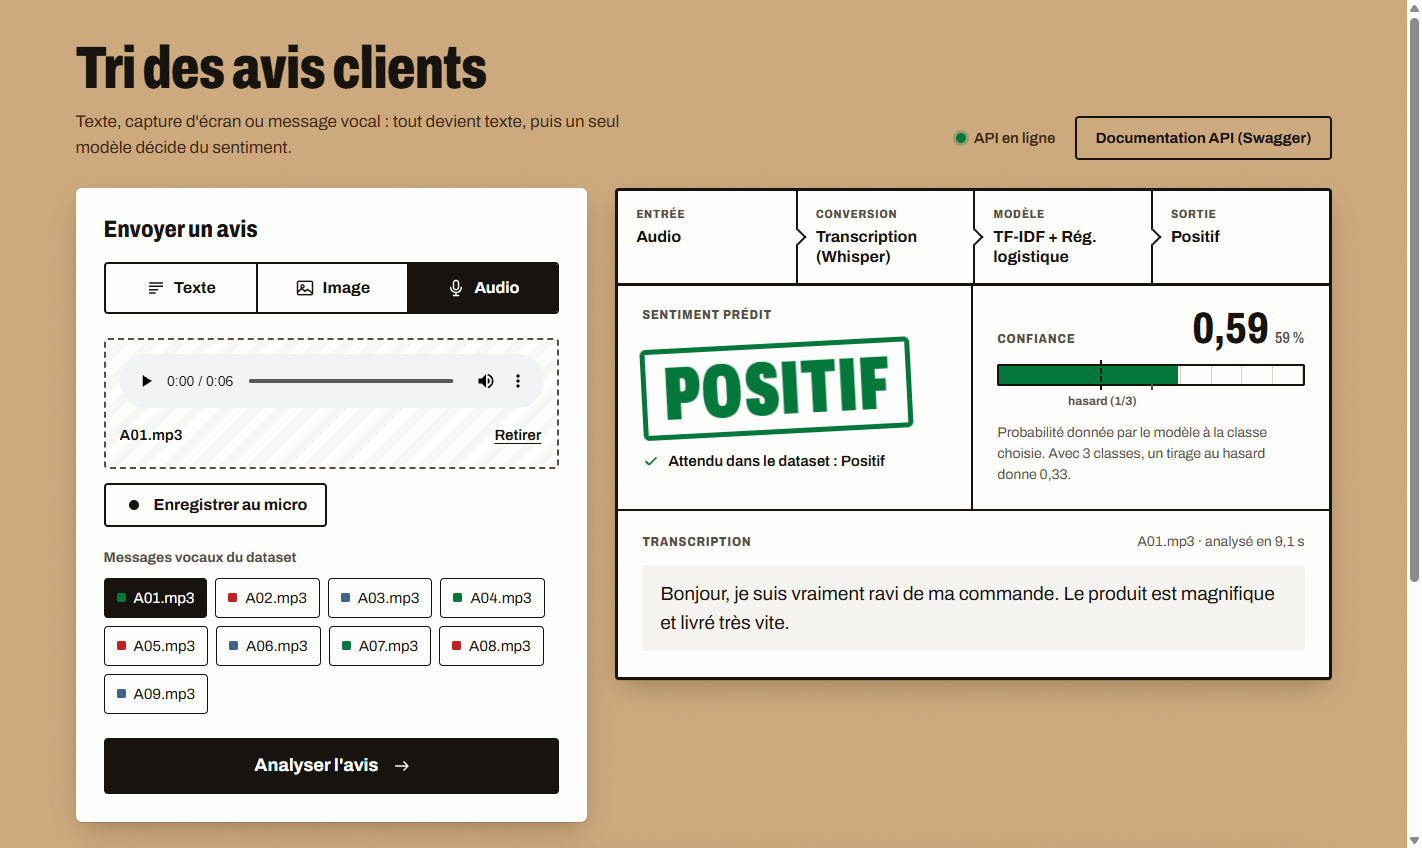 Tri des avis clients
Texte, capture d'écran ou message vocal : tout devient texte, puis un seul
modèle décide du sentiment.
API en ligne
Documentation API (Swagger)
Envoyer un avis
Texte
Image
Audio
0:00 / 0:06
A01.mp3
Retirer
Enregistrer au micro
Messages vocaux du dataset
A01.mp3
A02.mp3
A03.mp3
A04.mp3
A05.mp3
A06.mp3
A07.mp3
A08.mp3
A09.mp3
Analyser l'avis →
ENTRÉE
Audio
CONVERSION
Transcription
(Whisper)
MODÈLE
TF-IDF + Rég.
logistique
SORTIE
Positif
SENTIMENT PRÉDIT
POSITIF
Attendu dans le dataset : Positif
CONFIANCE
0,59 59 %
hasard (1/3)
Probabilité donnée par le modèle à la classe
choisie. Avec 3 classes, un tirage au hasard
donne 0,33.
TRANSCRIPTION
A01.mp3 · analysé en 9,1 s
Bonjour, je suis vraiment ravi de ma commande. Le produit est magnifique
et livré très vite.